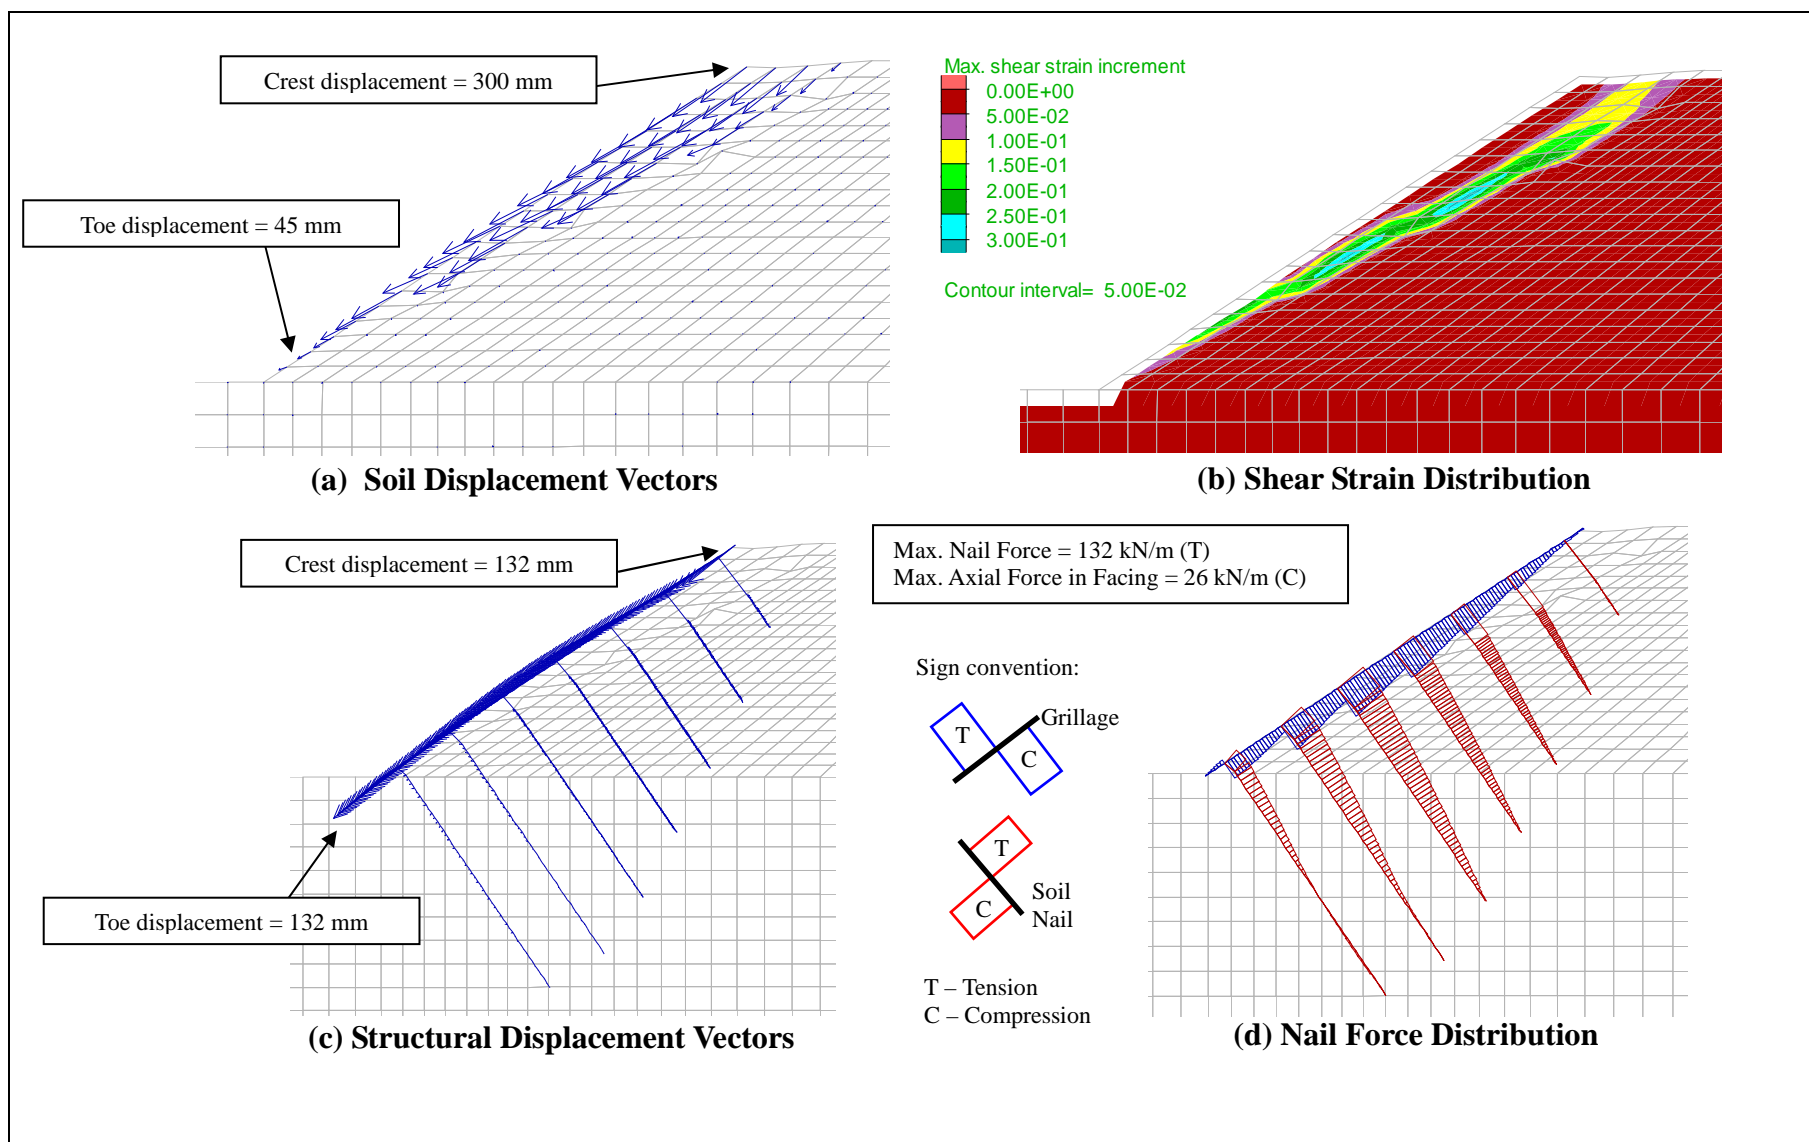 Crest displacement = 300 mm
Toe displacement = 45 mm
(a) Soil Displacement Vectors
Max. shear strain increment
0.00E+00
5.00E-02
1.00E-01
1.50E-01
2.00E-01
2.50E-01
3.00E-01
Contour interval= 5.00E-02
(b) Shear Strain Distribution
Crest displacement = 132 mm
Toe displacement = 132 mm
(c) Structural Displacement Vectors
Max. Nail Force = 132 kN/m (T)
Max. Axial Force in Facing = 26 kN/m (C)
Sign convention:
Grillage
T
C
T
C
Soil
Nail
T – Tension
C – Compression
(d) Nail Force Distribution